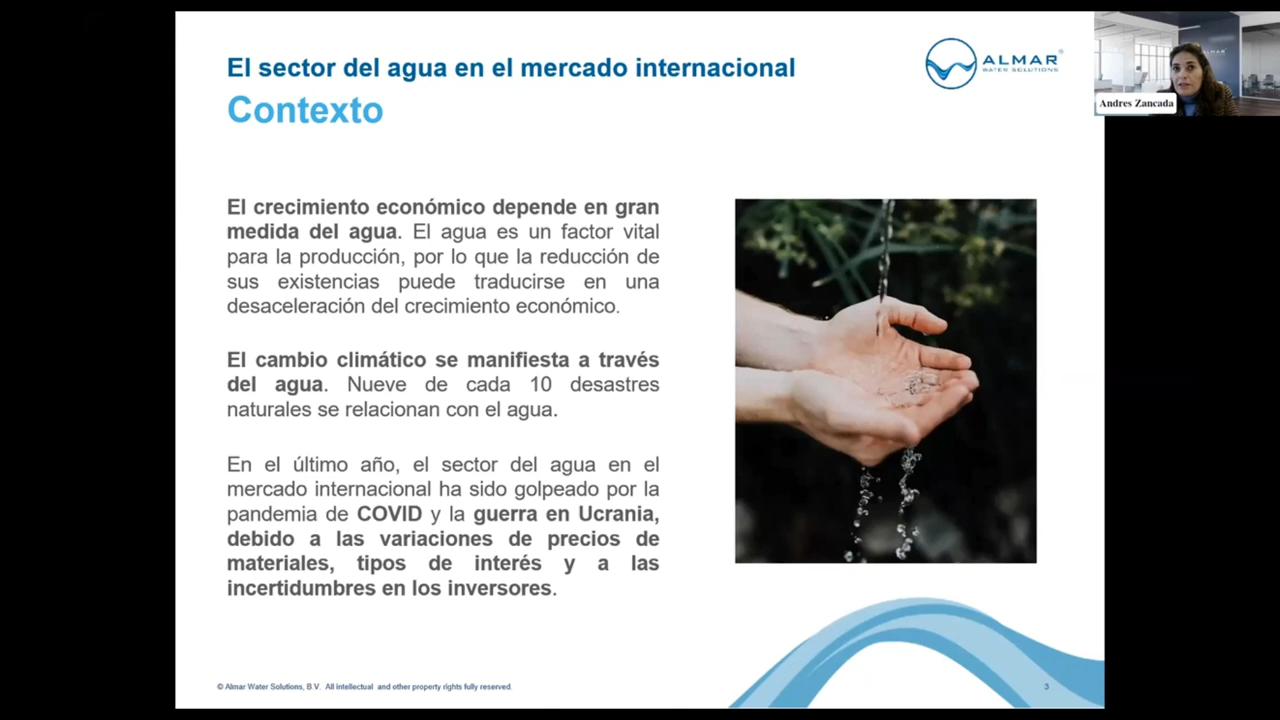 El sector del agua en el mercado internacional
Contexto
ALMAR
WATER SOLUTIONS
Andres Zancada
El crecimiento económico depende en gran
medida del agua. El agua es un factor vital
para la producción, por lo que la reducción de
sus existencias puede traducirse en una
desaceleración del crecimiento económico.
El cambio climático se manifiesta a través
del agua. Nueve de cada 10 desastres
naturales se relacionan con el agua.
En el último año, el sector del agua en el
mercado internacional ha sido golpeado por la
pandemia de COVID y la guerra en Ucrania,
debido a las variaciones de precios de
materiales, tipos de interés y a las
incertidumbres en los inversores.
© Almar Water Solutions, B.V. All intellectual and other property rights fully reserved.
3